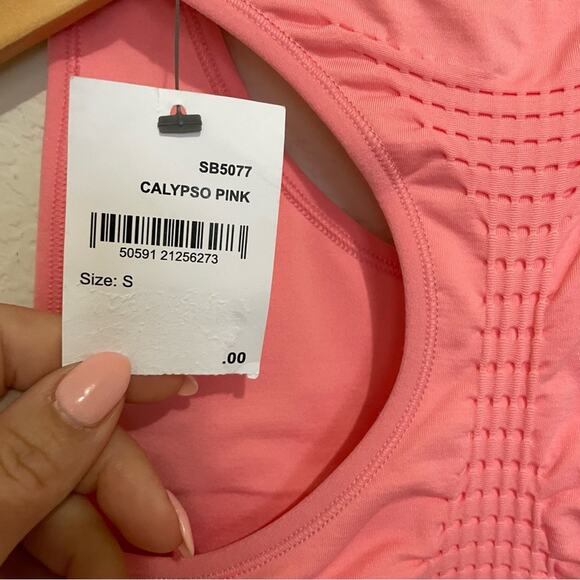 SB5077
CALYPSO PINK
50591 21256273
Size: S
.00